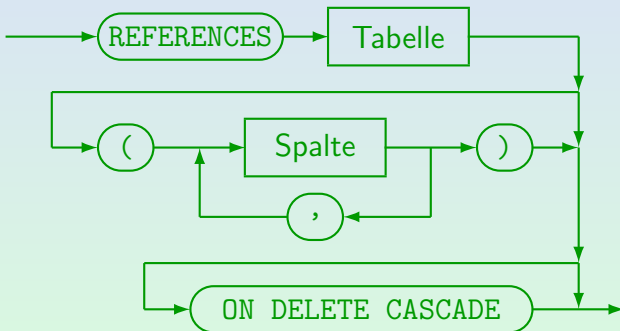 REFERENCES Tabelle
( Spalte )
,
ON DELETE CASCADE